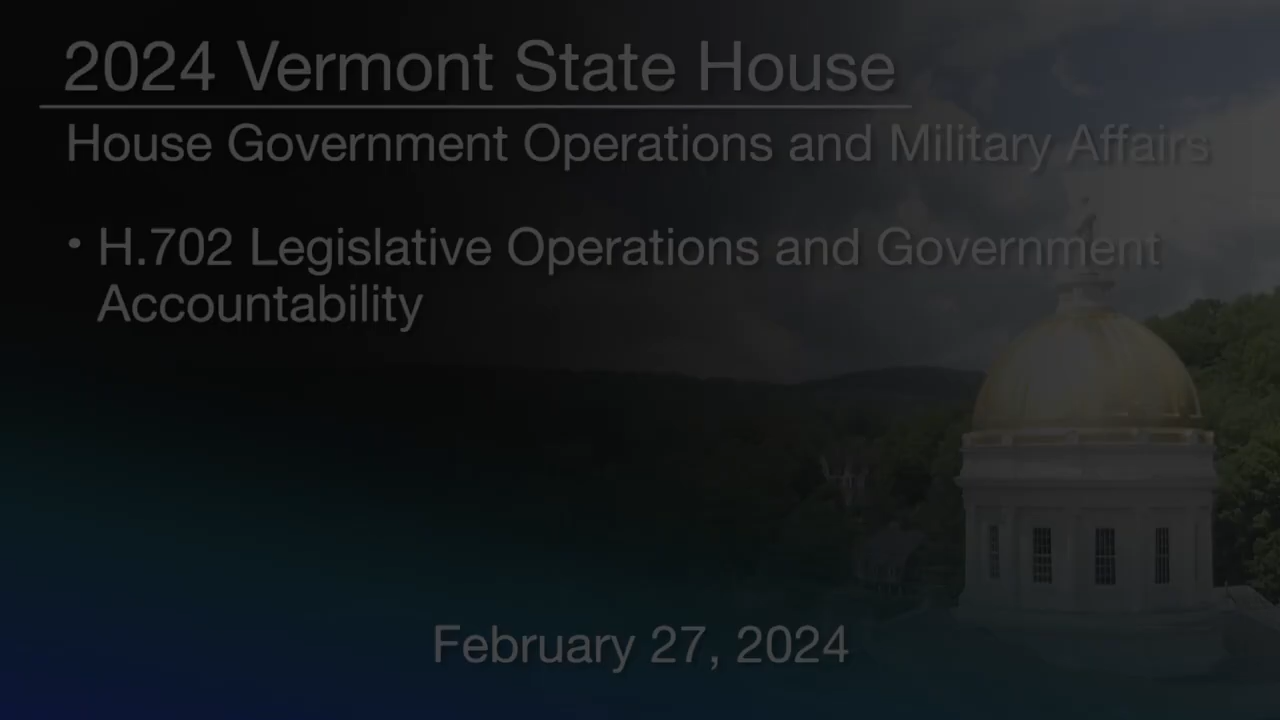 2024 Vermont State House
House Government Operations and Military Affairs
• H.702 Legislative Operations and Government
Accountability
February 27, 2024